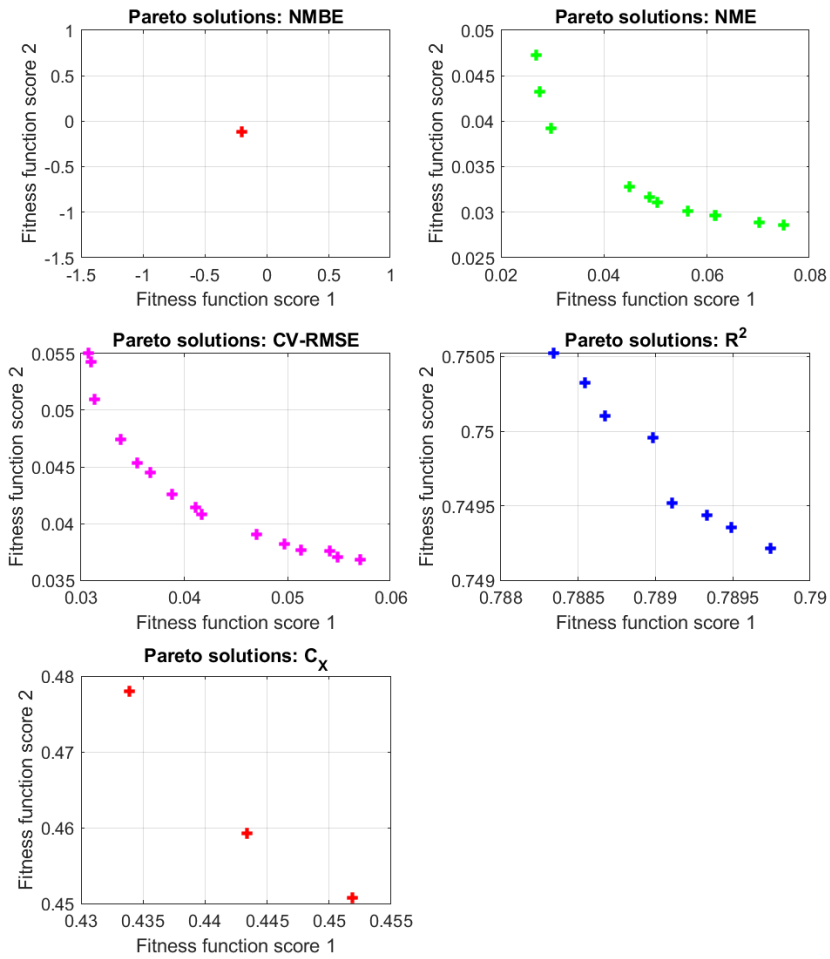 Pareto solutions: NMBE
Fitness function score 2
1
0.5
0
-0.5
-1
-1.5
-1.5 -1 -0.5 0 0.5 1
Fitness function score 1
Pareto solutions: NME
Fitness function score 2
0.05
0.045
0.04
0.035
0.03
0.025
0.02 0.04 0.06 0.08
Fitness function score 1
Pareto solutions: CV-RMSE
Fitness function score 2
0.055
0.05
0.045
0.04
0.035
0.03 0.04 0.05 0.06
Fitness function score 1
Pareto solutions: R²
Fitness function score 2
0.7505
0.75
0.7495
0.749
0.788 0.7885 0.789 0.7895 0.79
Fitness function score 1
Pareto solutions: C_X
Fitness function score 2
0.48
0.47
0.46
0.45
0.43 0.435 0.44 0.445 0.45 0.455
Fitness function score 1